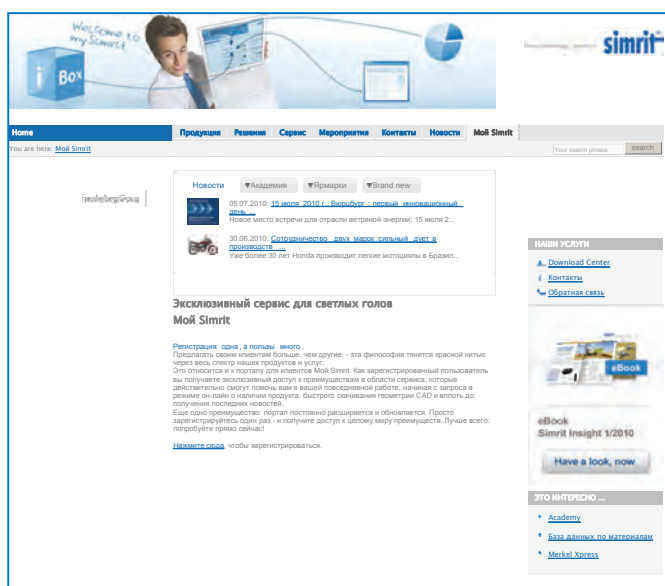 Welcome to
my Simrit
i
Box
simrit
Home
Продукция Решения Сервис Мероприятия Контакты Новости Мой Simrit
You are here: Мой Simrit
Your search phrase search
Новости ▼Академия ▼Ярмарки ▼Brand new
05.07.2010: 15 июля 2010 г., Вюрцбург : первый инновационный
день ...
Новое место встречи для отрасли ветряной энергии: 15 июля 2...
30.06.2010: Сотрудничество двух марок :сильный дует в
производств ...
Уже более 30 лет Honda производит легкие мотоциклы в Бразил...
Эксклюзивный сервис для светлых голов
Мой Simrit
Регистрация одна , а пользы много .
Предлагать своим клиентам больше, чем другие, - эта философия тянется красной нитью
через весь спектр наших продуктов и услуг.
Это относится и к порталу для клиентов Мой Simrit. Как зарегистрированный пользователь
вы получаете эксклюзивный доступ к преимуществам в области сервиса, которые
действительно смогут помочь вам в вашей повседневной работе, начиная с запроса в
режиме он-лайн о наличии продукта, быстрого скачивания геометрии CAD и вплоть до
получения последних новостей.
Еще одно преимущество: портал постоянно расширяется и обновляется. Просто
зарегистрируйтесь один раз - и получите доступ к целому миру преимуществ. Лучше всего:
попробуйте прямо сейчас!
Нажмите сюда, чтобы зарегистрироваться.
НАШИ УСЛУГИ
Download Center
Контакты
Обратная связь
eBook
eBook
Simrit Insight 1/2010
Have a look, now
ЭТО ИНТЕРЕСНО ...
Academy
База данных по материалам
Merkel Xpress